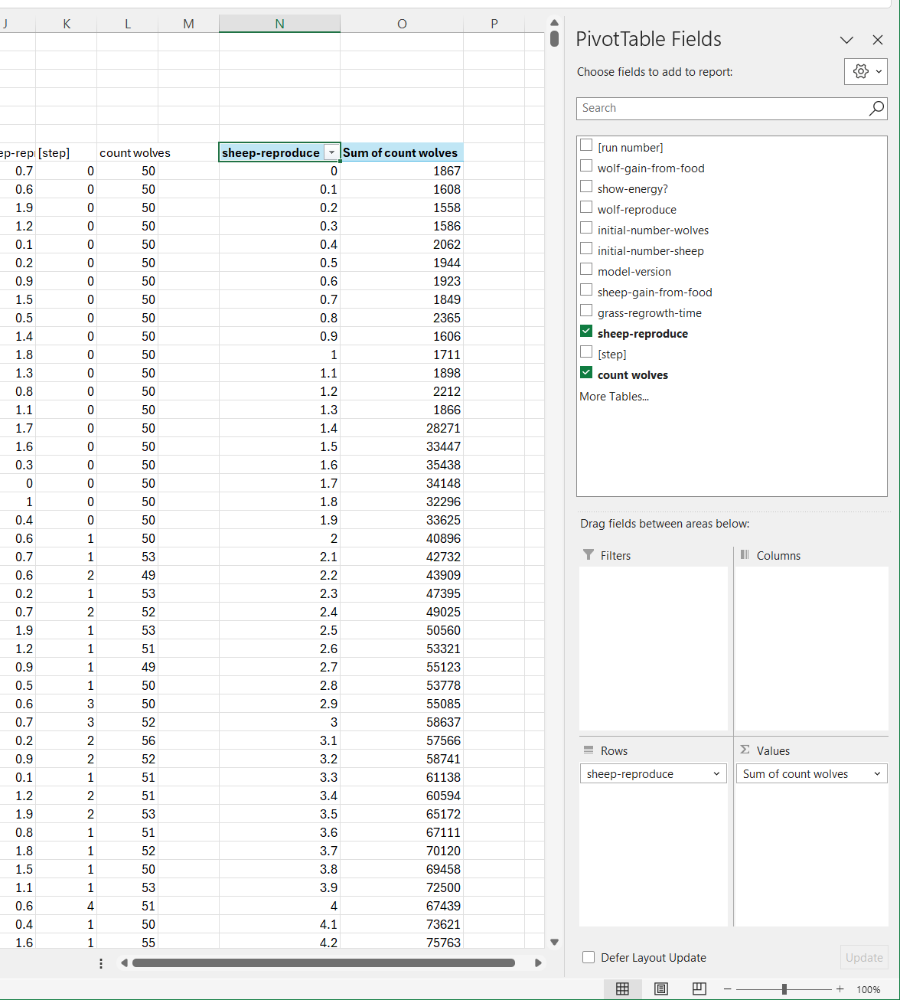 J K L M N O P
ep-repi [step] count wolves sheep-reproduce Sum of count wolves
0.7 0 50 0 1867
0.6 0 50 0.1 1608
1.9 0 50 0.2 1558
1.2 0 50 0.3 1586
0.1 0 50 0.4 2062
0.2 0 50 0.5 1944
0.9 0 50 0.6 1923
1.5 0 50 0.7 1849
0.5 0 50 0.8 2365
1.4 0 50 0.9 1606
1.8 0 50 1 1711
1.3 0 50 1.1 1898
0.8 0 50 1.2 2212
1.1 0 50 1.3 1866
1.7 0 50 1.4 28271
1.6 0 50 1.5 33447
0.3 0 50 1.6 35438
0 0 50 1.7 34148
1 0 50 1.8 32296
0.4 0 50 1.9 33625
0.6 1 50 2 40896
0.7 1 53 2.1 42732
0.6 2 49 2.2 43909
0.2 1 53 2.3 47395
0.7 2 52 2.4 49025
1.9 1 53 2.5 50560
1.2 1 51 2.6 53321
0.9 1 49 2.7 55123
0.5 1 50 2.8 53778
0.6 3 50 2.9 55085
0.7 3 52 3 58637
0.2 2 56 3.1 57566
0.9 2 52 3.2 58741
0.1 1 51 3.3 61138
1.2 2 51 3.4 60594
1.9 2 53 3.5 65172
0.8 1 51 3.6 67111
1.8 1 52 3.7 70120
1.5 1 50 3.8 69458
1.1 1 53 3.9 72500
0.6 4 51 4 67439
0.4 1 50 4.1 73621
1.6 1 55 4.2 75763
PivotTable Fields
Choose fields to add to report:
Search
[run number]
wolf-gain-from-food
show-energy?
wolf-reproduce
initial-number-wolves
initial-number-sheep
model-version
sheep-gain-from-food
grass-regrowth-time
sheep-reproduce
[step]
count wolves
More Tables...
Drag fields between areas below:
Filters
Columns
Rows
Σ Values
sheep-reproduce
Sum of count wolves
Defer Layout Update
Update
100%